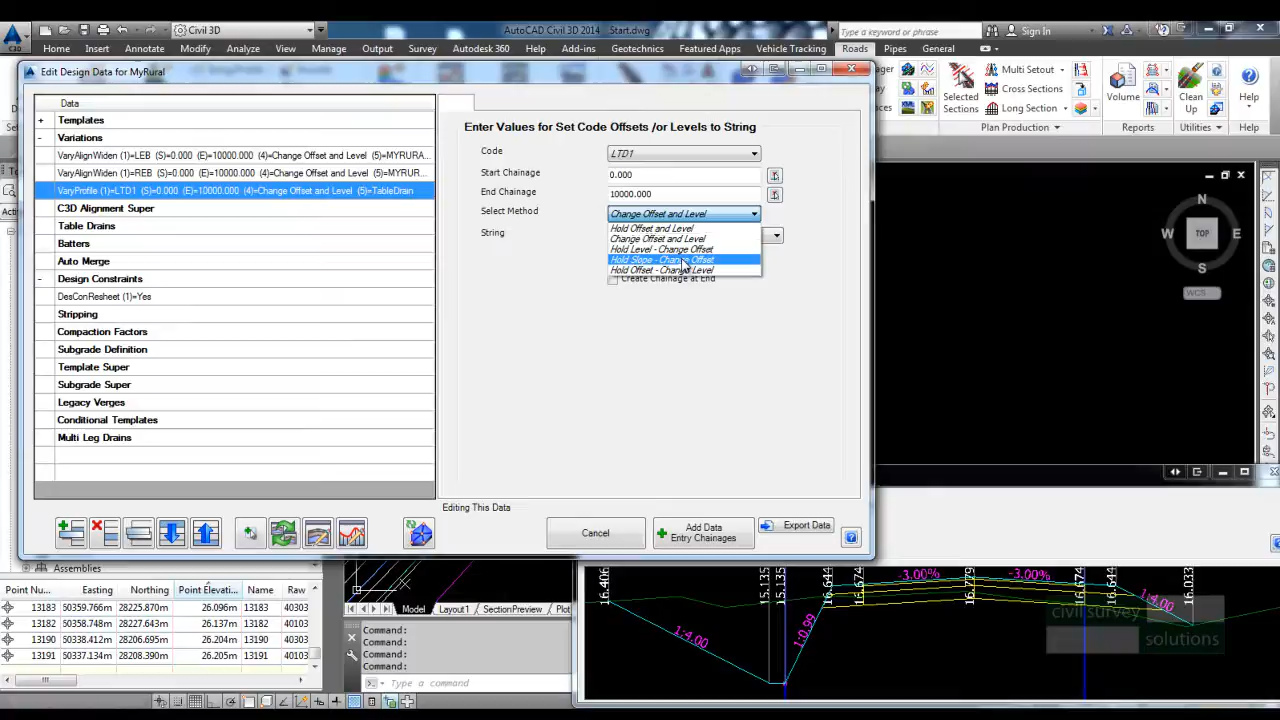 Civil 3D
AutoCAD Civil 3D 2014 Start.dwg
Type a keyword or phrase
Sign In
Home Insert Annotate Modify Analyze View Manage Output Survey Autodesk 360 Help Add-ins Geotechnics Featured Apps Vehicle Tracking Roads Pipes General
Edit Design Data for MyRural
Multi Setout
Selected Sections
Cross Sections
Long Section
Volume
Clean Up
Help
Plan Production
Reports
Utilities
Help
Data
Templates
Variations
VaryAlignWiden (1)=LEB (S)=0.000 (E)=10000.000 (4)=Change Offset and Level (5)=MYRURA...
VaryAlignWiden (1)=REB (S)=0.000 (E)=10000.000 (4)=Change Offset and Level (5)=MYRUR...
VaryProfile (1)=LTD1 (S)=0.000 (E)=10000.000 (4)=Change Offset and Level (5)=TableDrain
C3D Alignment Super
Table Drains
Batters
Auto Merge
Design Constraints
DesConResheet (1)=Yes
Stripping
Compaction Factors
Subgrade Definition
Template Super
Subgrade Super
Legacy Verges
Conditional Templates
Multi Leg Drains
Enter Values for Set Code Offsets /or Levels to String
Code LTD1
Start Chainage 0.000
End Chainage 10000.000
Select Method Change Offset and Level
Hold Offset and Level
Change Offset and Level
Hold Level - Change Offset
Hold Slope - Change Offset
Hold Offset - Change Level
String
Create Chainage at End
Editing This Data
Cancel
Add Data Entry Chainages
Export Data
N
W TOP E
S
WCS
Assemblies
Point Nu... Easting Northing Point Elevati... Name Raw
13183 50359.766m 28225.870m 26.096m 13183 40303
13182 50358.748m 28227.643m 26.137m 13182 40303
13190 50338.412m 28206.695m 26.204m 13190 40303
13191 50337.134m 28208.390m 26.205m 13191 40303
Model Layout1 SectionPreview Plot
Command:
Command:
Command:
Command:
Type a command
16.406 15.135 15.135 16.644 16.674 16.779 16.674 16.644 16.033
-3.00% -3.00%
1:4.00 1:0.99 1:4.00
civil survey
solutions